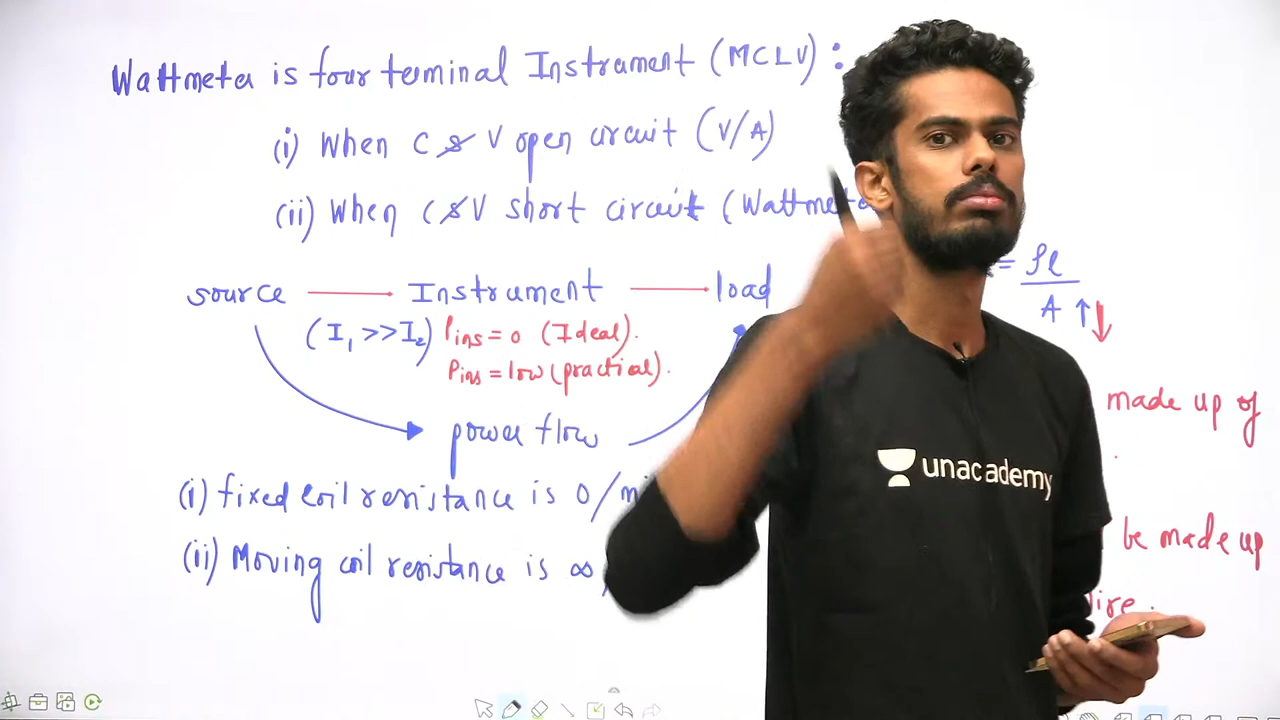 Wattmeter is four terminal Instrument (MCLV) :
(i) When C & V open circuit (V/A)
(ii) When C & V short circuit (Wattmete
source Instrument load
(I₁ >> I₂) Pins = 0 (Ideal).
Pins = low (practical).
power flow
(i) fixed coil resistance is 0/
(ii) Moving coil resistance is ∞
= ρl
A ↑↓
made up of
be made up
unacademy